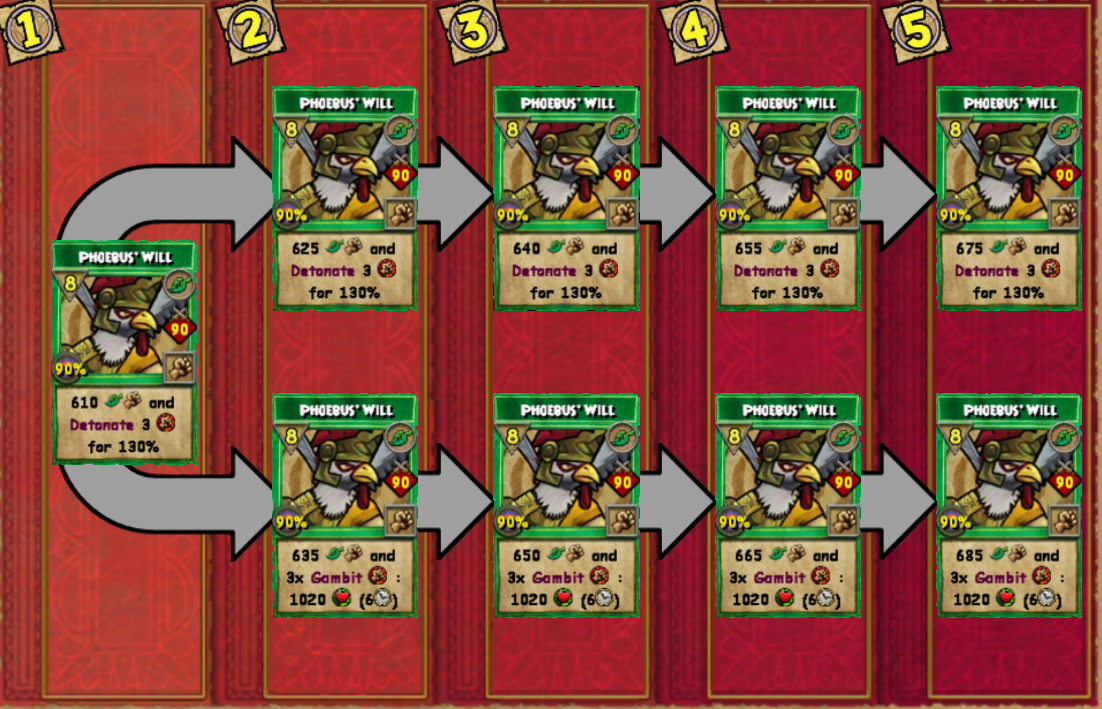 1
2
3
4
5
PHOEBUS' WILL
8
90
90%
610 and
Detonate 3
for 130%
PHOEBUS' WILL
8
90
90%
625 and
Detonate 3
for 130%
PHOEBUS' WILL
8
90
90%
640 and
Detonate 3
for 130%
PHOEBUS' WILL
8
90
90%
655 and
Detonate 3
for 130%
PHOEBUS' WILL
8
90
90%
675 and
Detonate 3
for 130%
PHOEBUS' WILL
8
90
90%
635 and
3x Gambit :
1020 (6)
PHOEBUS' WILL
8
90
90%
650 and
3x Gambit :
1020 (6)
PHOEBUS' WILL
8
90
90%
665 and
3x Gambit :
1020 (6)
PHOEBUS' WILL
8
90
90%
685 and
3x Gambit :
1020 (6)